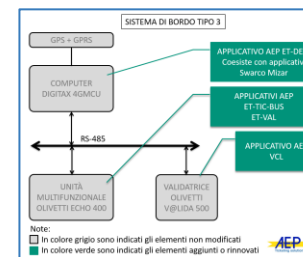 SISTEMA DI BORDO TIPO 3
GPS + GPRS
COMPUTER
DIGITAX 4GMCU
APPLICATIVO AEP ET-DE
Coesiste con applicativ
Swarco Mizar
APPLICATIVI AEP
ET-TIC-BUS
ET-VAL
APPLICATIVO AE
VCL
RS-485
UNITÀ
MULTIFUNZIONALE
OLIVETTI ECHO 400
VALIDATRICE
OLIVETTI
V@LIDA 500
Note:
In colore grigio sono indicati gli elementi non modificati
In colore verde sono indicati gli elementi aggiunti o rinnovati
AEP